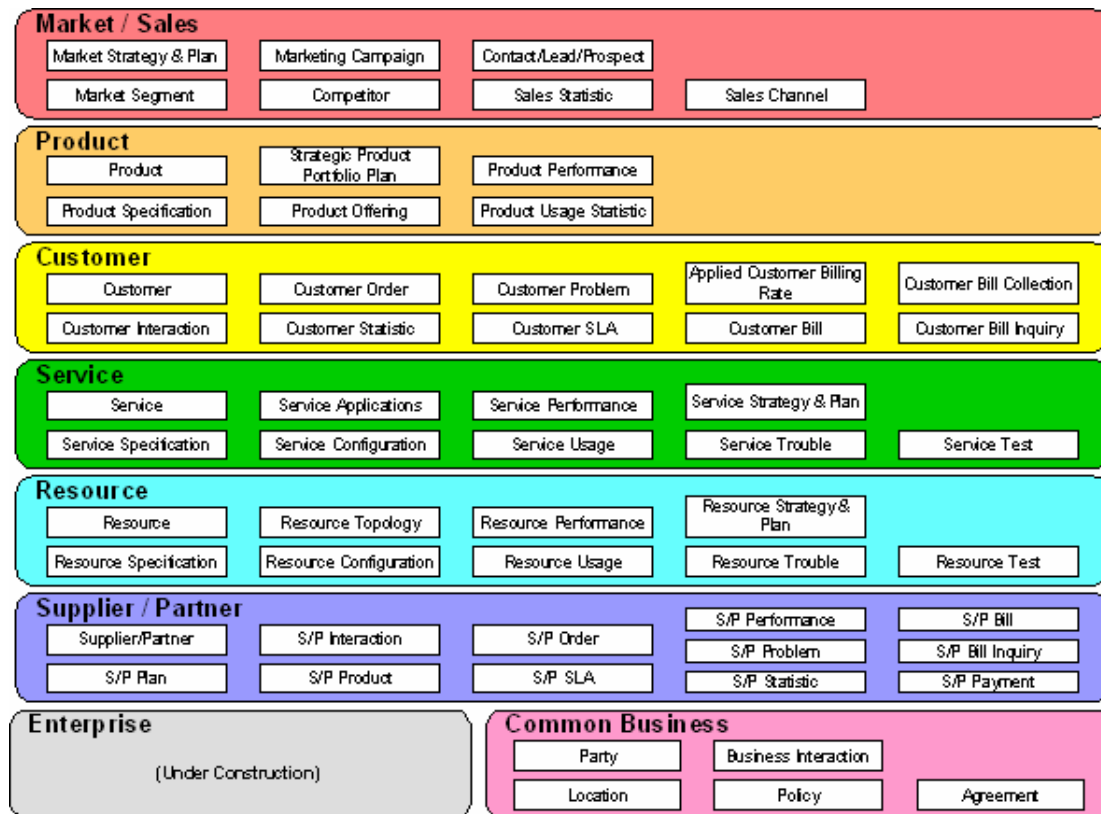 Market / Sales
Market Strategy & Plan
Marketing Campaign
Contact/Lead/Prospect
Market Segment
Competitor
Sales Statistic
Sales Channel
Product
Product
Strategic Product
Portfolio Plan
Product Performance
Product Specification
Product Offering
Product Usage Statistic
Customer
Customer
Customer Order
Customer Problem
Applied Customer Billing
Rate
Customer Bill Collection
Customer Interaction
Customer Statistic
Customer SLA
Customer Bill
Customer Bill Inquiry
Service
Service
Service Applications
Service Performance
Service Strategy & Plan
Service Specification
Service Configuration
Service Usage
Service Trouble
Service Test
Resource
Resource
Resource Topology
Resource Performance
Resource Strategy &
Plan
Resource Specification
Resource Configuration
Resource Usage
Resource Trouble
Resource Test
Supplier / Partner
Supplier/Partner
S/P Interaction
S/P Order
S/P Performance
S/P Bill
S/P Problem
S/P Bill Inquiry
S/P Plan
S/P Product
S/P SLA
S/P Statistic
S/P Payment
Enterprise
(Under Construction)
Common Business
Party
Business Interaction
Location
Policy
Agreement